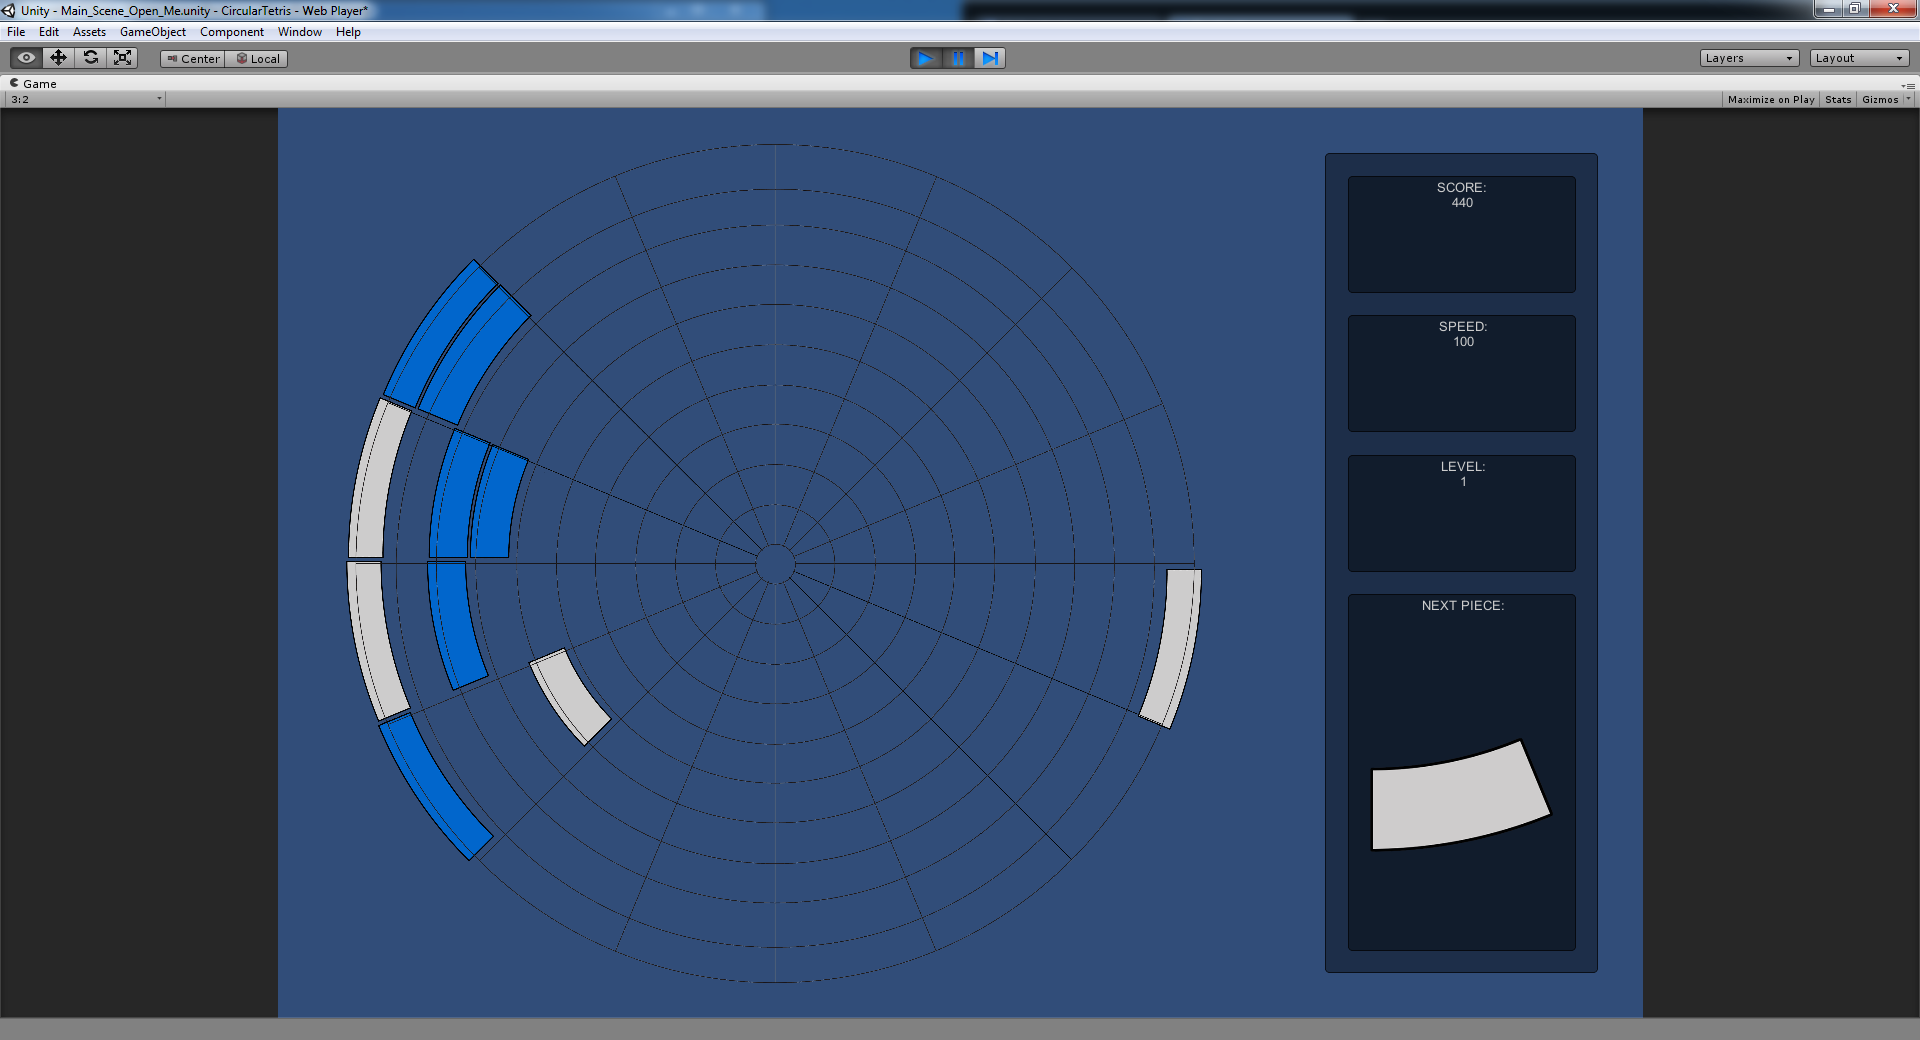 Unity - Main_Scene_Open_Me.unity - CircularTetris - Web Player*
File Edit Assets GameObject Component Window Help
Center Local Layers Layout
Game
3:2 Maximize on Play Stats Gizmos
SCORE:
440
SPEED:
100
LEVEL:
1
NEXT PIECE: